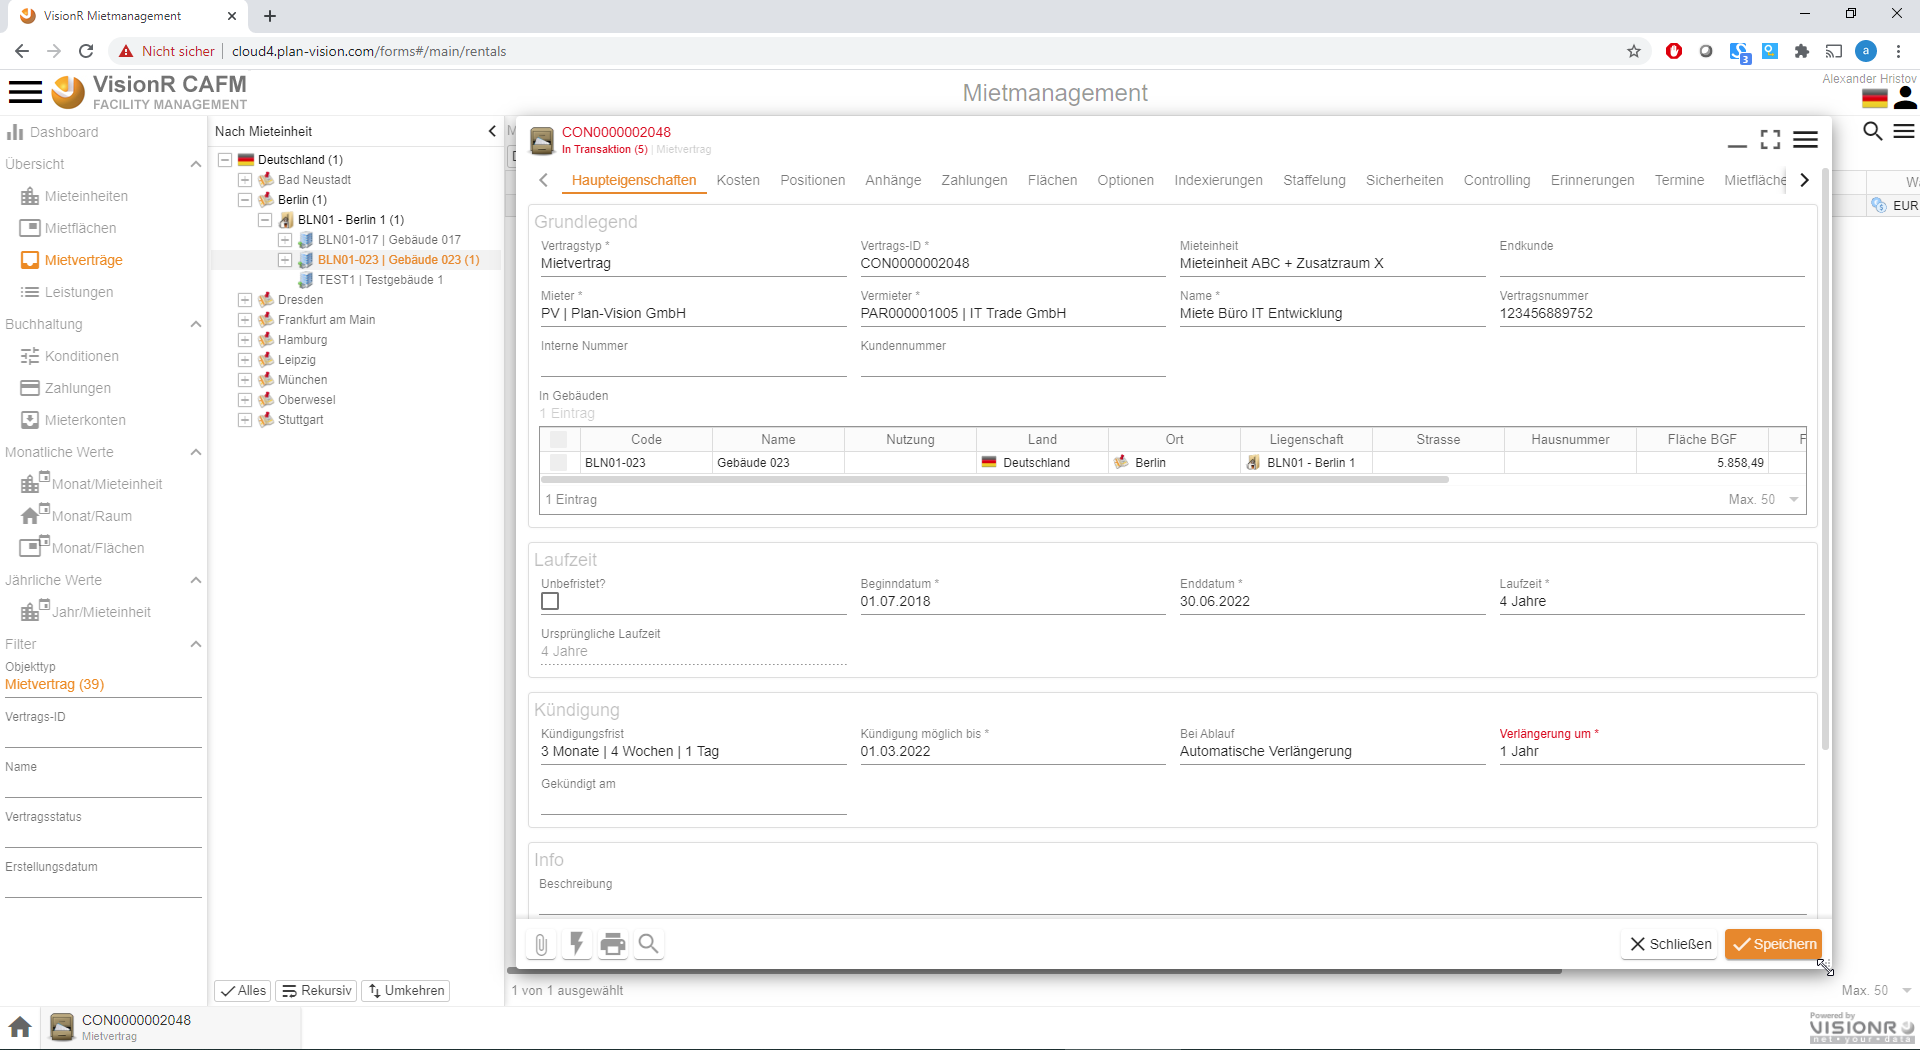 VisionR Mietmanagement
Nicht sicher
cloud4.plan-vision.com/forms#/main/rentals
3
a
VisionR CAFM
FACILITY MANAGEMENT
Mietmanagement
Alexander Hristov
Dashboard
Übersicht
Mieteinheiten
Mietflächen
Mietverträge
Leistungen
Buchhaltung
Konditionen
Zahlungen
Mieterkonten
Monatliche Werte
Monat/Mieteinheit
Monat/Raum
Monat/Flächen
Jährliche Werte
Jahr/Mieteinheit
Filter
Objekttyp
Mietvertrag (39)
Vertrags-ID
Name
Vertragsstatus
Erstellungsdatum
Nach Mieteinheit
Deutschland (1)
Bad Neustadt
Berlin (1)
BLN01 - Berlin 1 (1)
BLN01-017 | Gebäude 017
BLN01-023 | Gebäude 023 (1)
TEST1 | Testgebäude 1
Dresden
Frankfurt am Main
Hamburg
Leipzig
München
Oberwesel
Stuttgart
Alles Rekursiv Umkehren
CON0000002048
In Transaktion (5) | Mietvertrag
Haupteigenschaften Kosten Positionen Anhänge Zahlungen Flächen Optionen Indexierungen Staffelung Sicherheiten Controlling Erinnerungen Termine Mietfläche
Grundlegend
Vertragstyp * Vertrags-ID * Mieteinheit Endkunde
Mietvertrag CON0000002048 Mieteinheit ABC + Zusatzraum X
Mieter * Vermieter * Name * Vertragsnummer
PV | Plan-Vision GmbH PAR000001005 | IT Trade GmbH Miete Büro IT Entwicklung 123456889752
Interne Nummer Kundennummer
In Gebäuden
1 Eintrag
Code Name Nutzung Land Ort Liegenschaft Strasse Hausnummer Fläche BGF F
BLN01-023 Gebäude 023 Deutschland Berlin BLN01 - Berlin 1 5.858,49
1 Eintrag Max. 50
Laufzeit
Unbefristet? Beginndatum * Enddatum * Laufzeit *
01.07.2018 30.06.2022 4 Jahre
Ursprüngliche Laufzeit
4 Jahre
Kündigung
Kündigungsfrist Kündigung möglich bis * Bei Ablauf Verlängerung um *
3 Monate | 4 Wochen | 1 Tag 01.03.2022 Automatische Verlängerung 1 Jahr
Gekündigt am
Info
Beschreibung
Schließen Speichern
EUR
1 von 1 ausgewählt
Max. 50
CON0000002048
Mietvertrag
Powered by
VISIONR
net • your • data